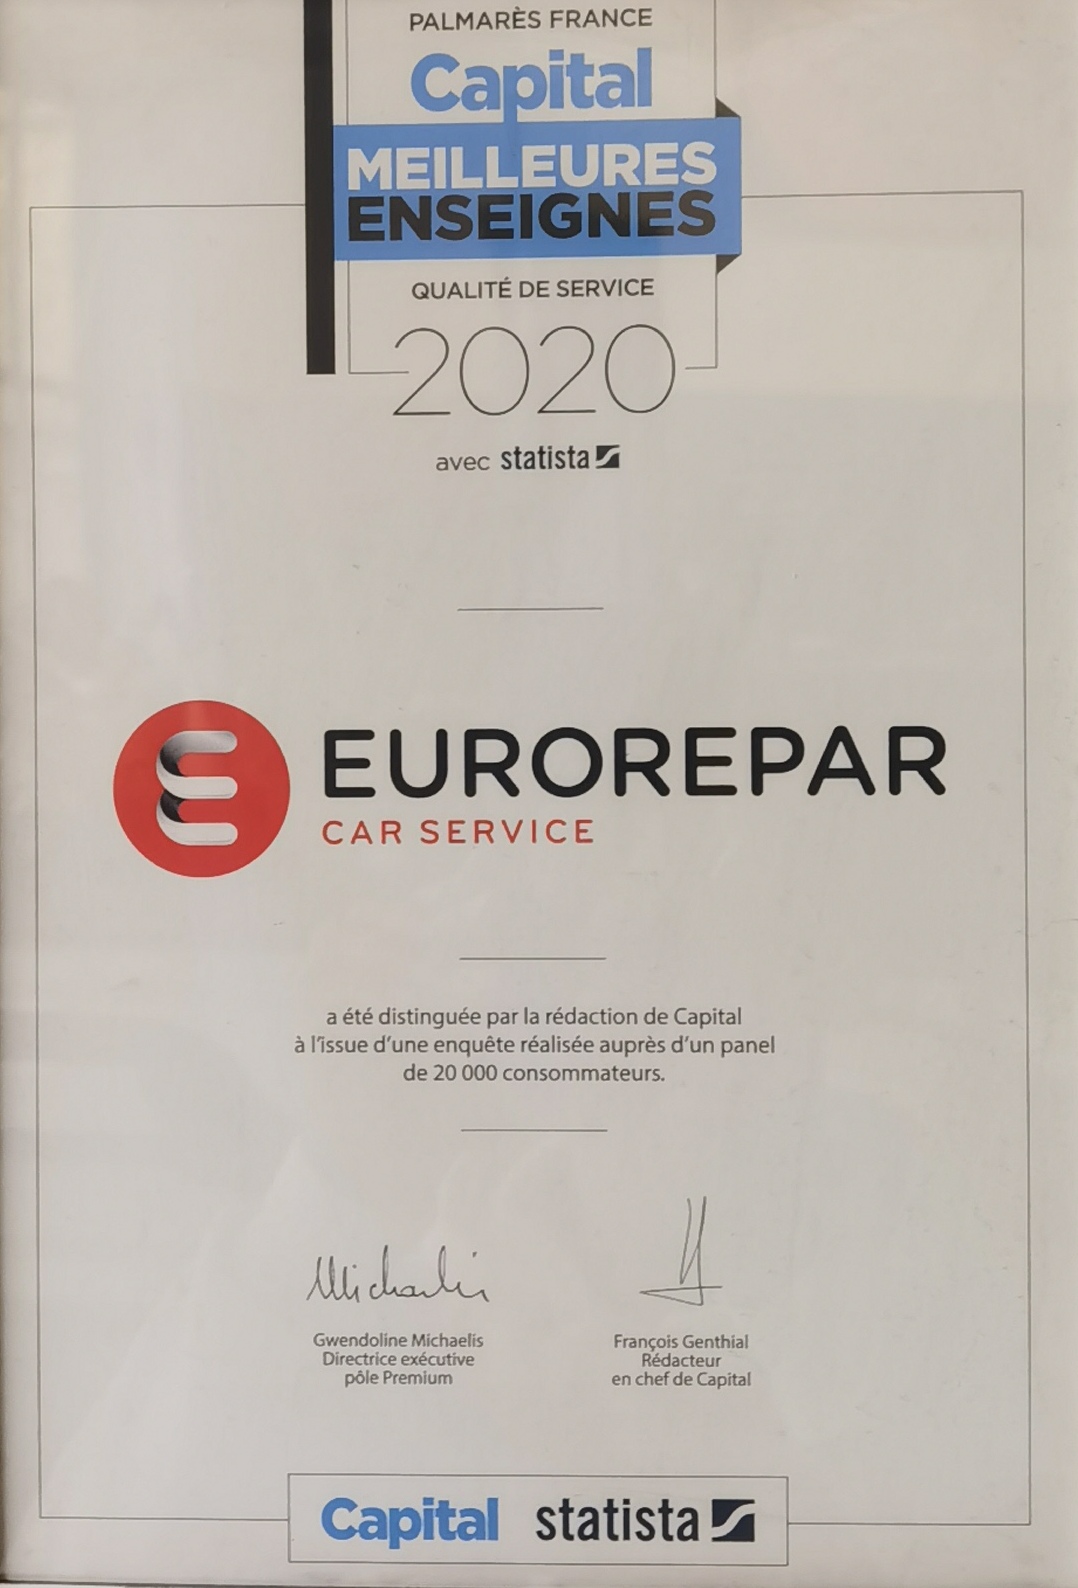 PALMARÈS FRANCE
Capital
MEILLEURES
ENSEIGNES
QUALITÉ DE SERVICE
2020
avec statista
EUROREPAR
CAR SERVICE
a été distinguée par la rédaction de Capital
à l'issue d'une enquête réalisée auprès d'un panel
de 20 000 consommateurs.
Michaelis
Gwendoline Michaelis
Directrice exécutive
pôle Premium
François Genthial
Rédacteur
en chef de Capital
Capital statista